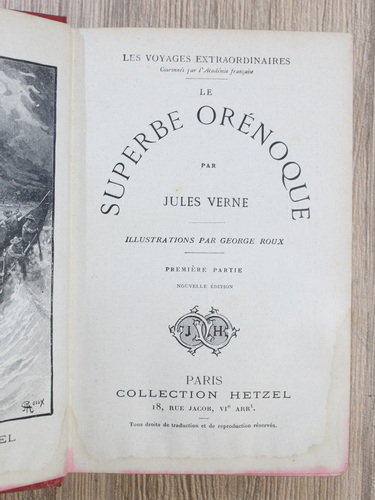 LES VOYAGES EXTRAORDINAIRES
Couronnés par l'Académie française
LE
SUPERBE ORÉNOQUE
PAR
JULES VERNE
ILLUSTRATIONS PAR GEORGE ROUX
PREMIÈRE PARTIE
NOUVELLE ÉDITION
J H
PARIS
COLLECTION HETZEL
18, RUE JACOB, VIᵉ ARRᵗ.
Tous droits de traduction et de reproduction réservés.